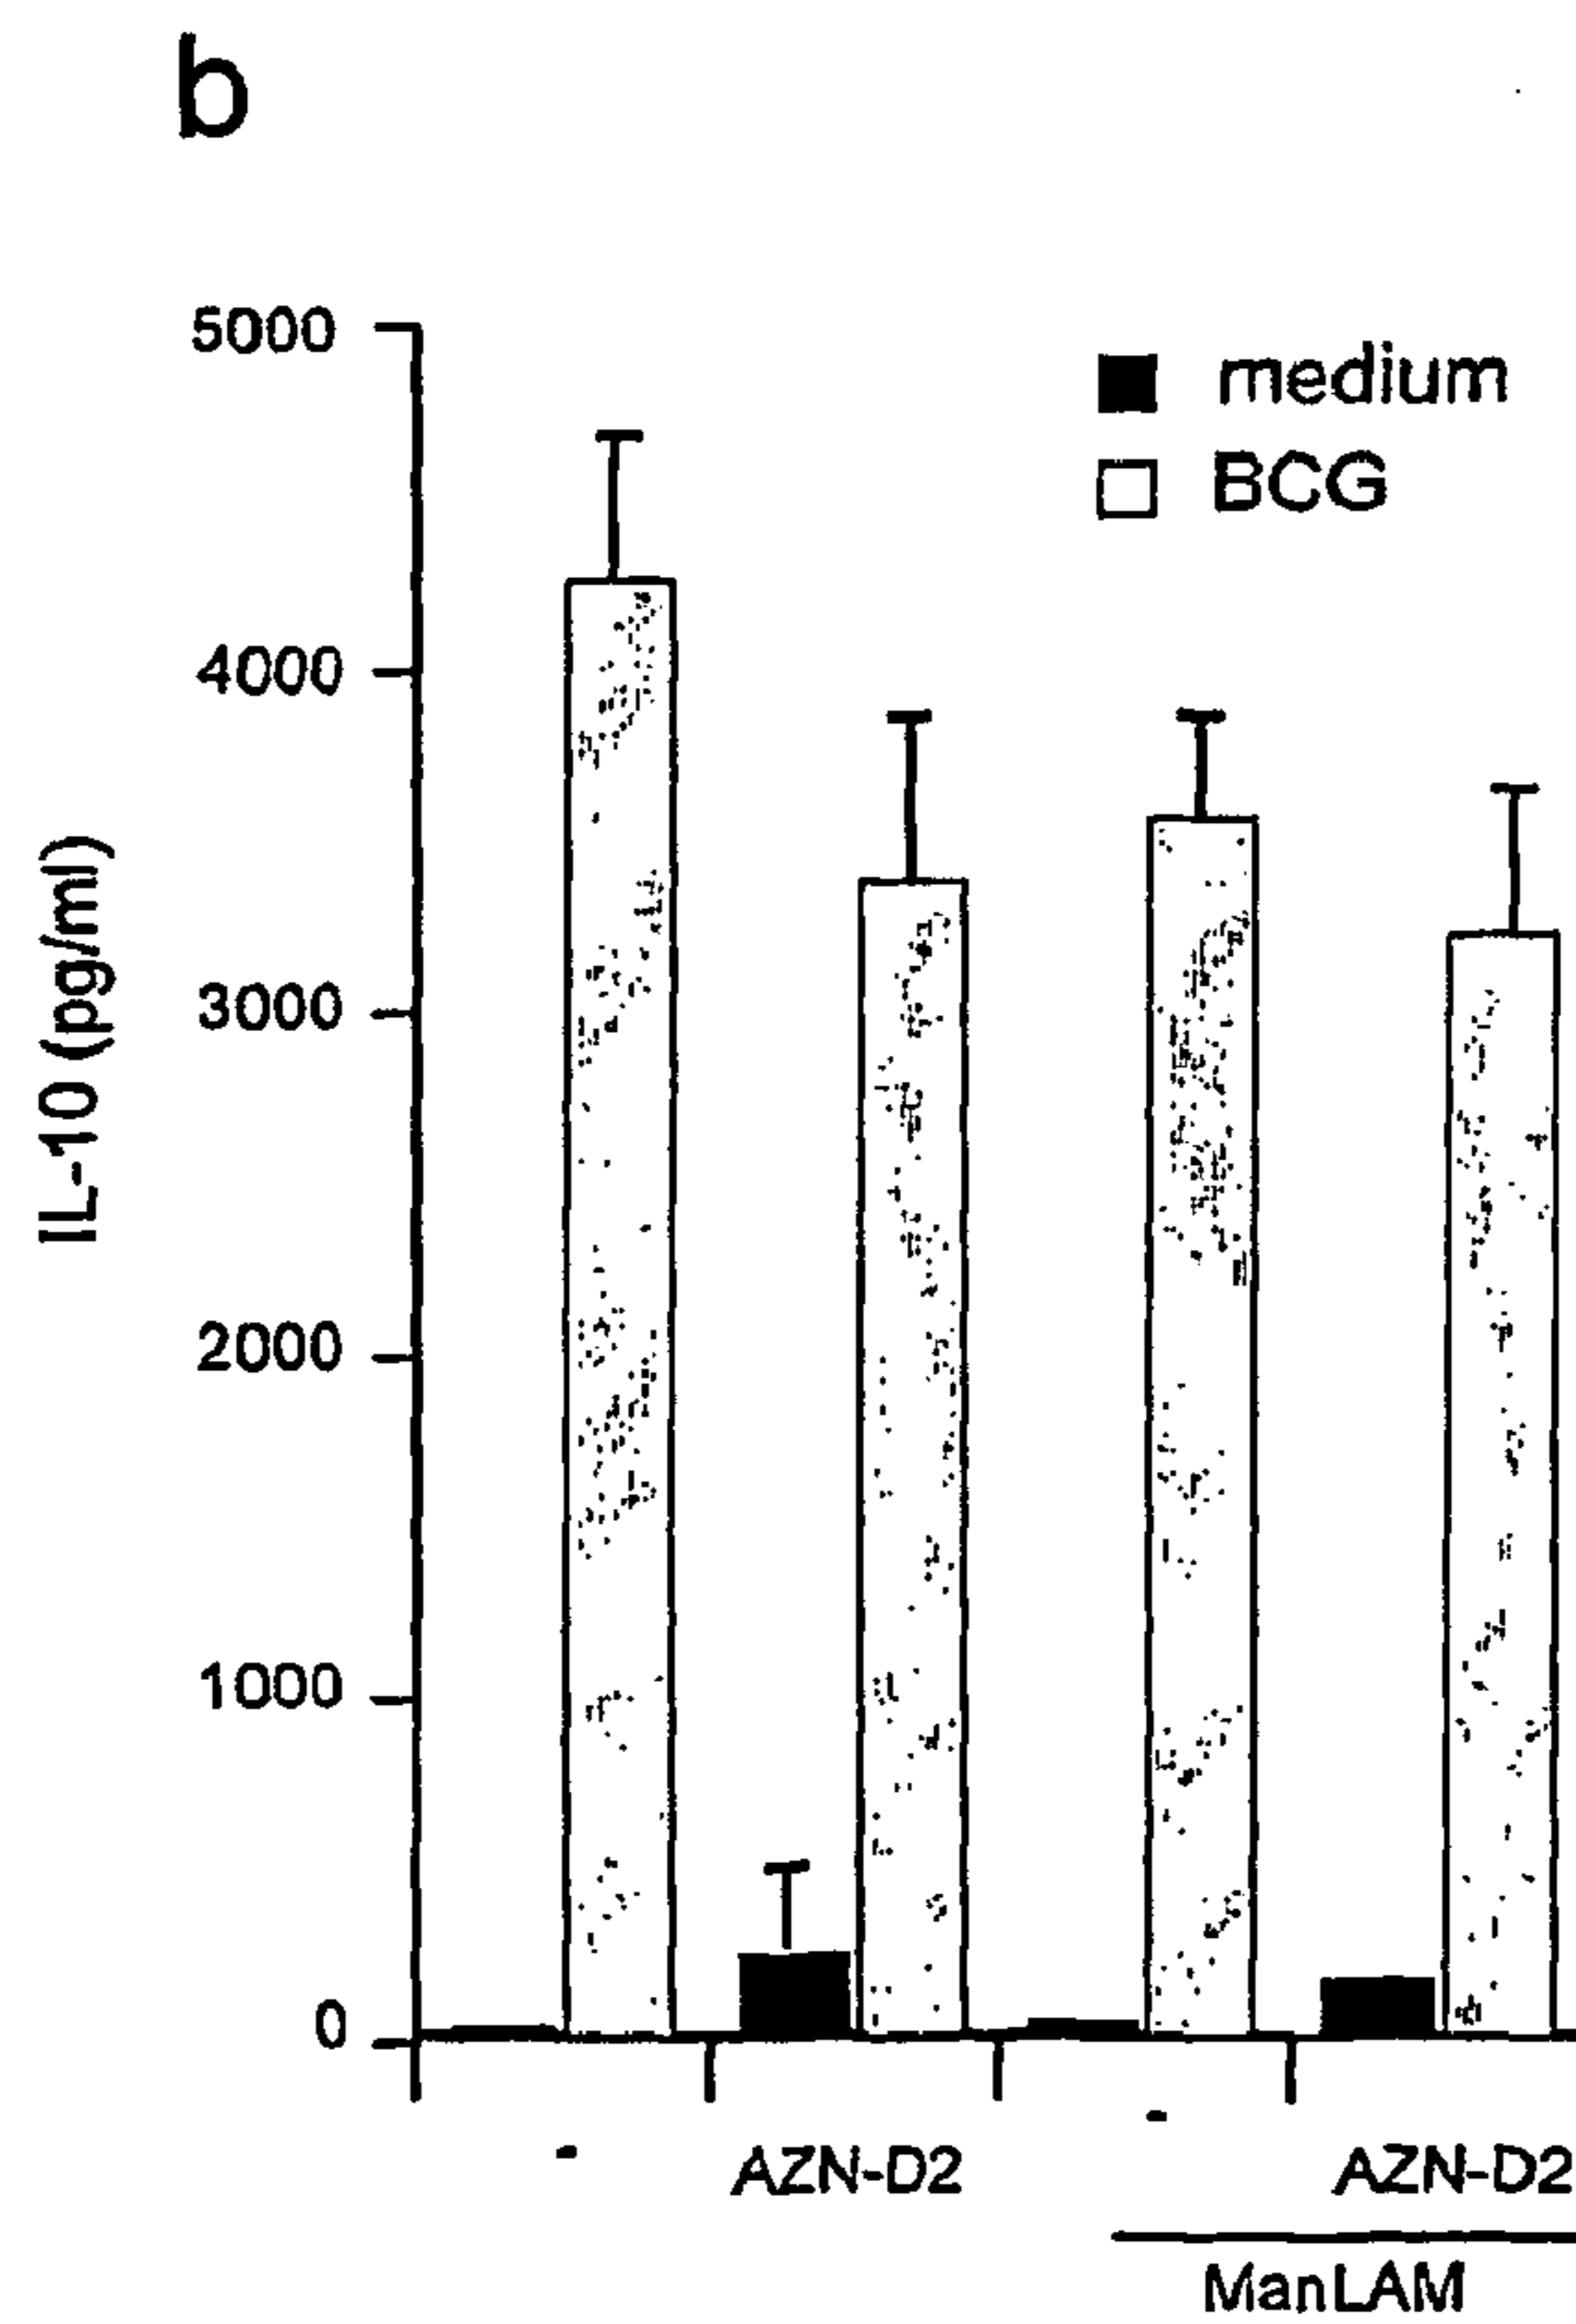 b
5000
4000
3000
2000
1000
0
IL-10 (pg/ml)
medium
BCG
-
AZN-D2
-
AZN-D2
ManLAM